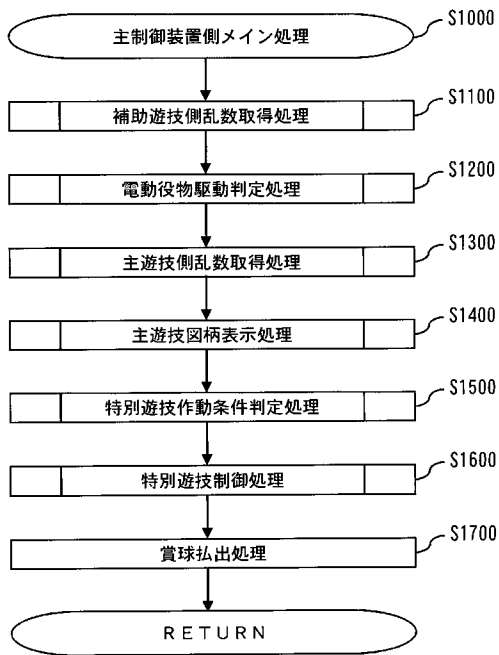 主制御装置側メイン処理
S1000
補助遊技側乱数取得処理
S1100
電動役物駆動判定処理
S1200
主遊技側乱数取得処理
S1300
主遊技図柄表示処理
S1400
特別遊技作動条件判定処理
S1500
特別遊技制御処理
S1600
賞球払出処理
S1700
RETURN